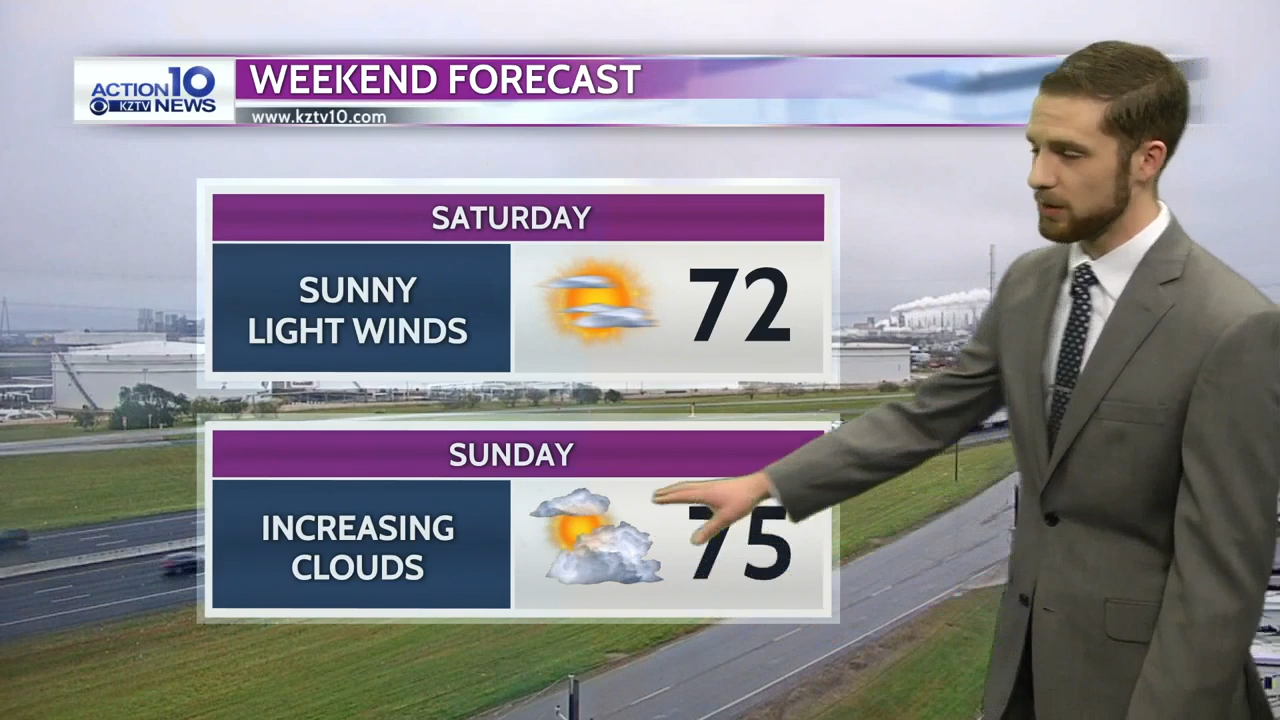 ACTION 10
KZTV NEWS
WEEKEND FORECAST
www.kztv10.com
SATURDAY
SUNNY
LIGHT WINDS
72
SUNDAY
INCREASING
CLOUDS
75